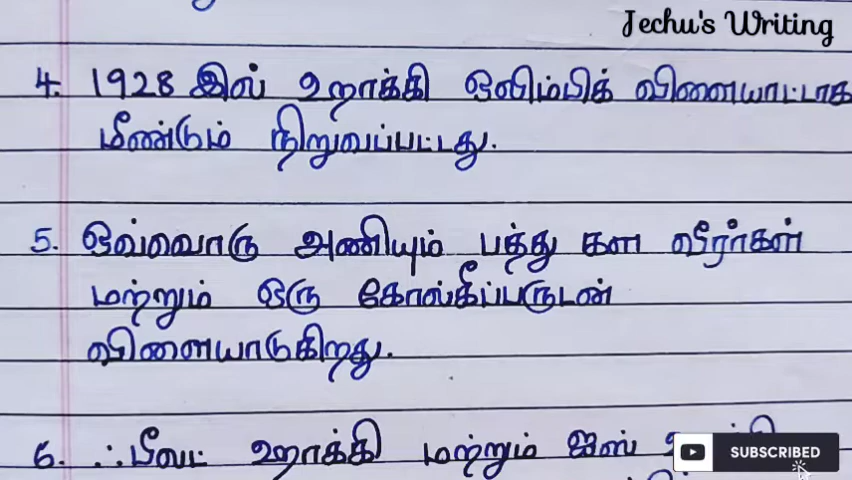 Jechu's Writing
4. 1928 இல் ஹாக்கி ஒலிம்பிக் விளையாட்டாக
மீண்டும் நிறுவப்பட்டது.
5. ஒவ்வொரு அணியும் பத்து கள வீரர்கள்
மற்றும் ஒரு கோல்கீப்பருடன்
விளையாடுகிறது.
6. ஃபீல்ட் ஹாக்கி மற்றும் ஐஸ்
SUBSCRIBED